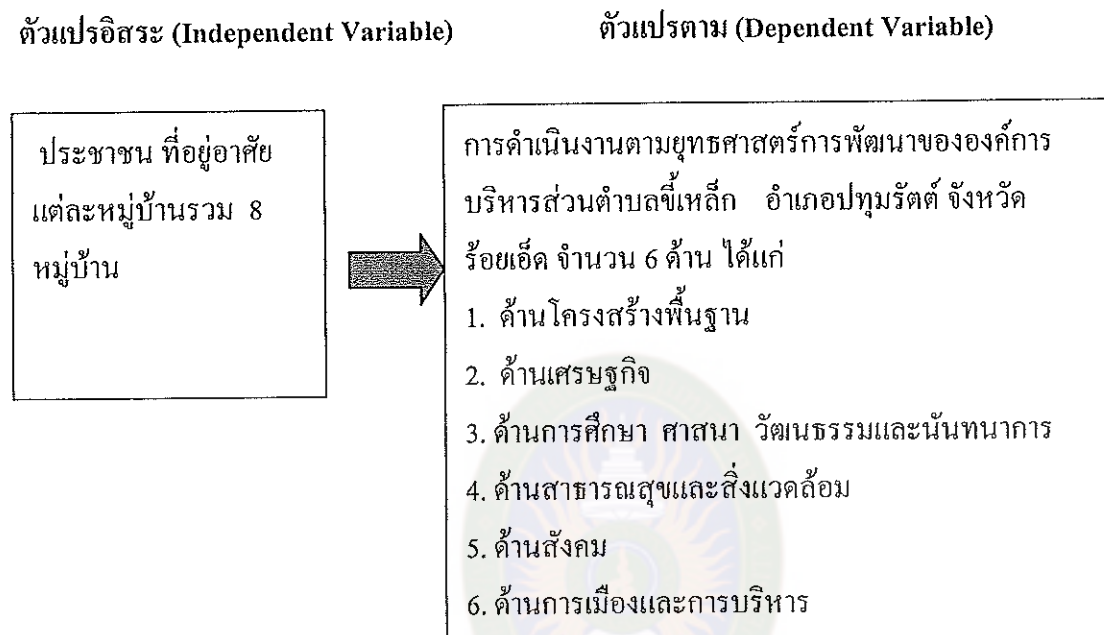 ตัวแปรอิสระ (Independent Variable)
ตัวแปรตาม (Dependent Variable)
ประชาชน ที่อยู่อาศัย
แต่ละหมู่บ้านรวม 8
หมู่บ้าน
การดำเนินงานตามยุทธศาสตร์การพัฒนาขององค์การ
บริหารส่วนตำบลขี้เหล็ก อำเภอปทุมรัตต์ จังหวัด
ร้อยเอ็ด จำนวน 6 ด้าน ได้แก่
1. ด้านโครงสร้างพื้นฐาน
2. ด้านเศรษฐกิจ
3. ด้านการศึกษา ศาสนา วัฒนธรรมและนันทนาการ
4. ด้านสาธารณสุขและสิ่งแวดล้อม
5. ด้านสังคม
6. ด้านการเมืองและการบริหาร